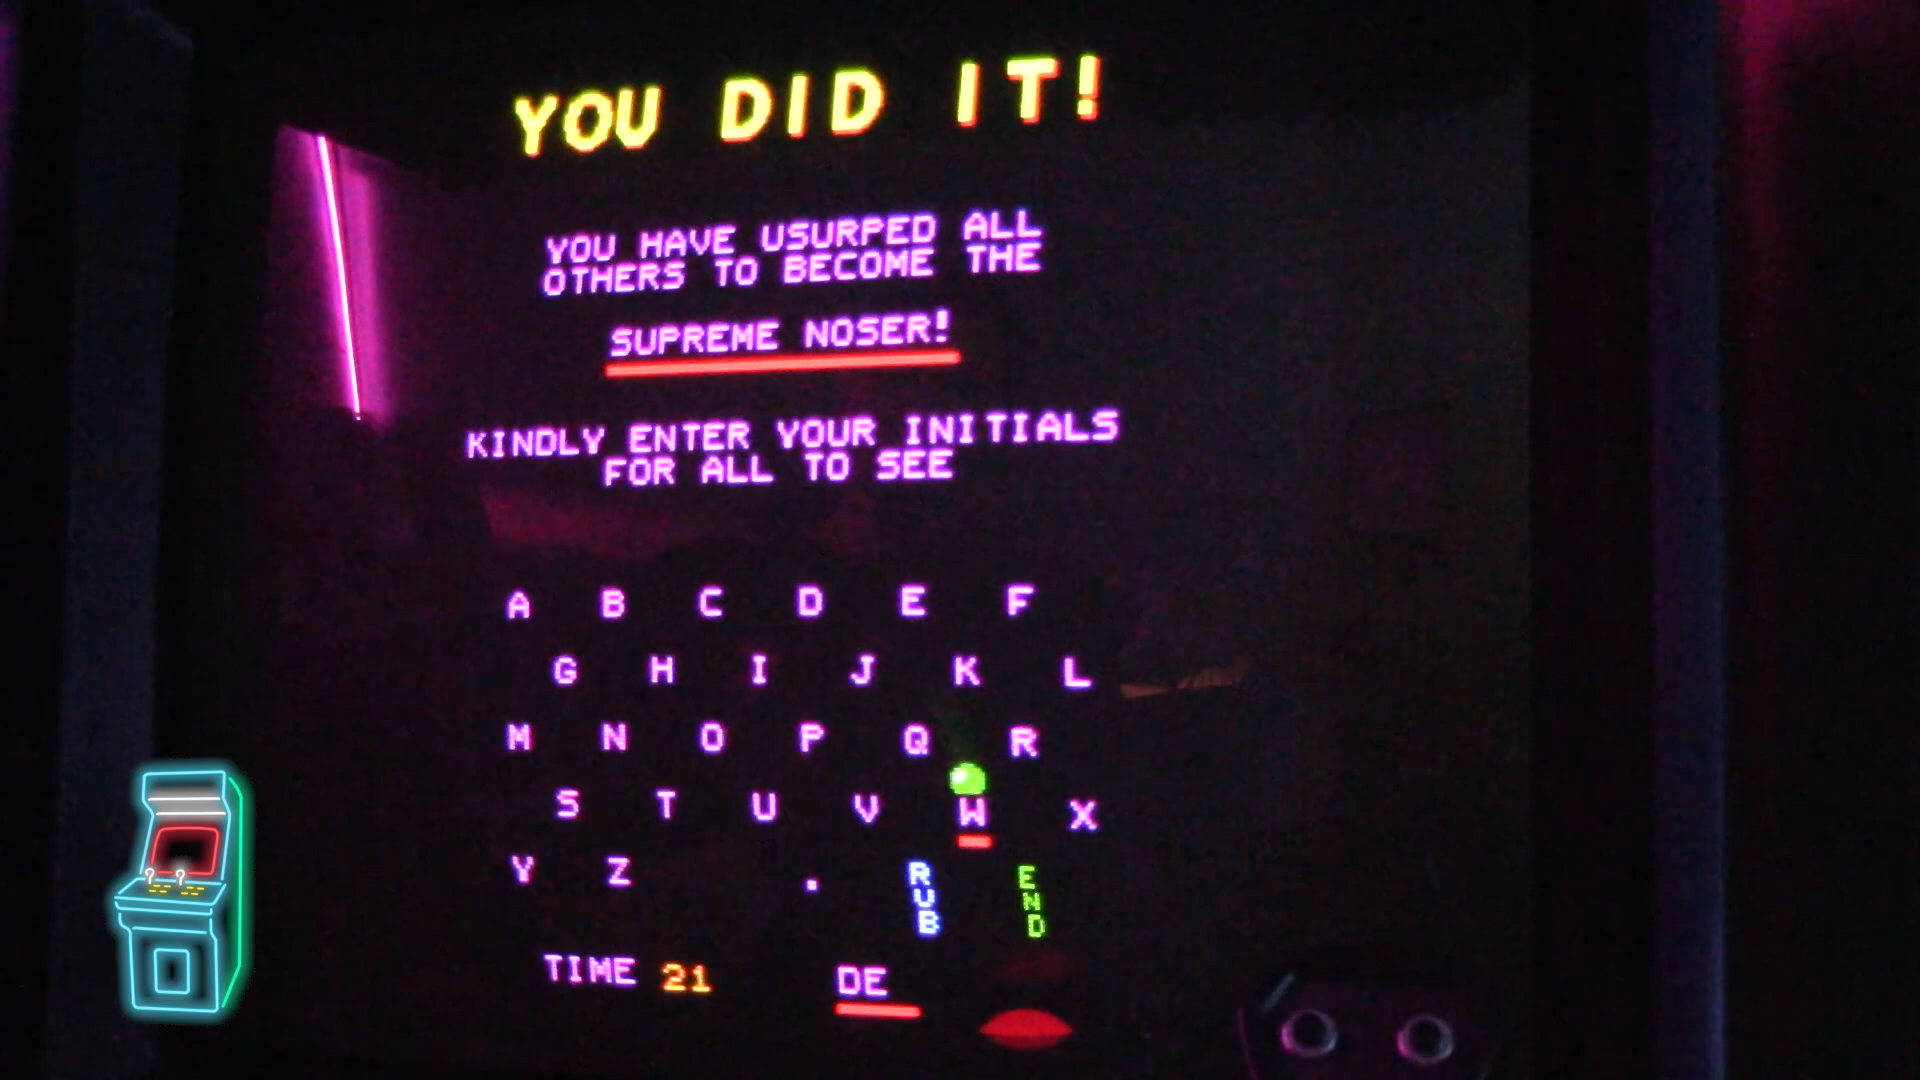 YOU DID IT!
YOU HAVE USURPED ALL
OTHERS TO BECOME THE
SUPREME NOSER!
KINDLY ENTER YOUR INITIALS
FOR ALL TO SEE
A B C D E F
G H I J K L
M N O P Q R
S T U V W X
Y Z . RUB END
TIME 21 DE